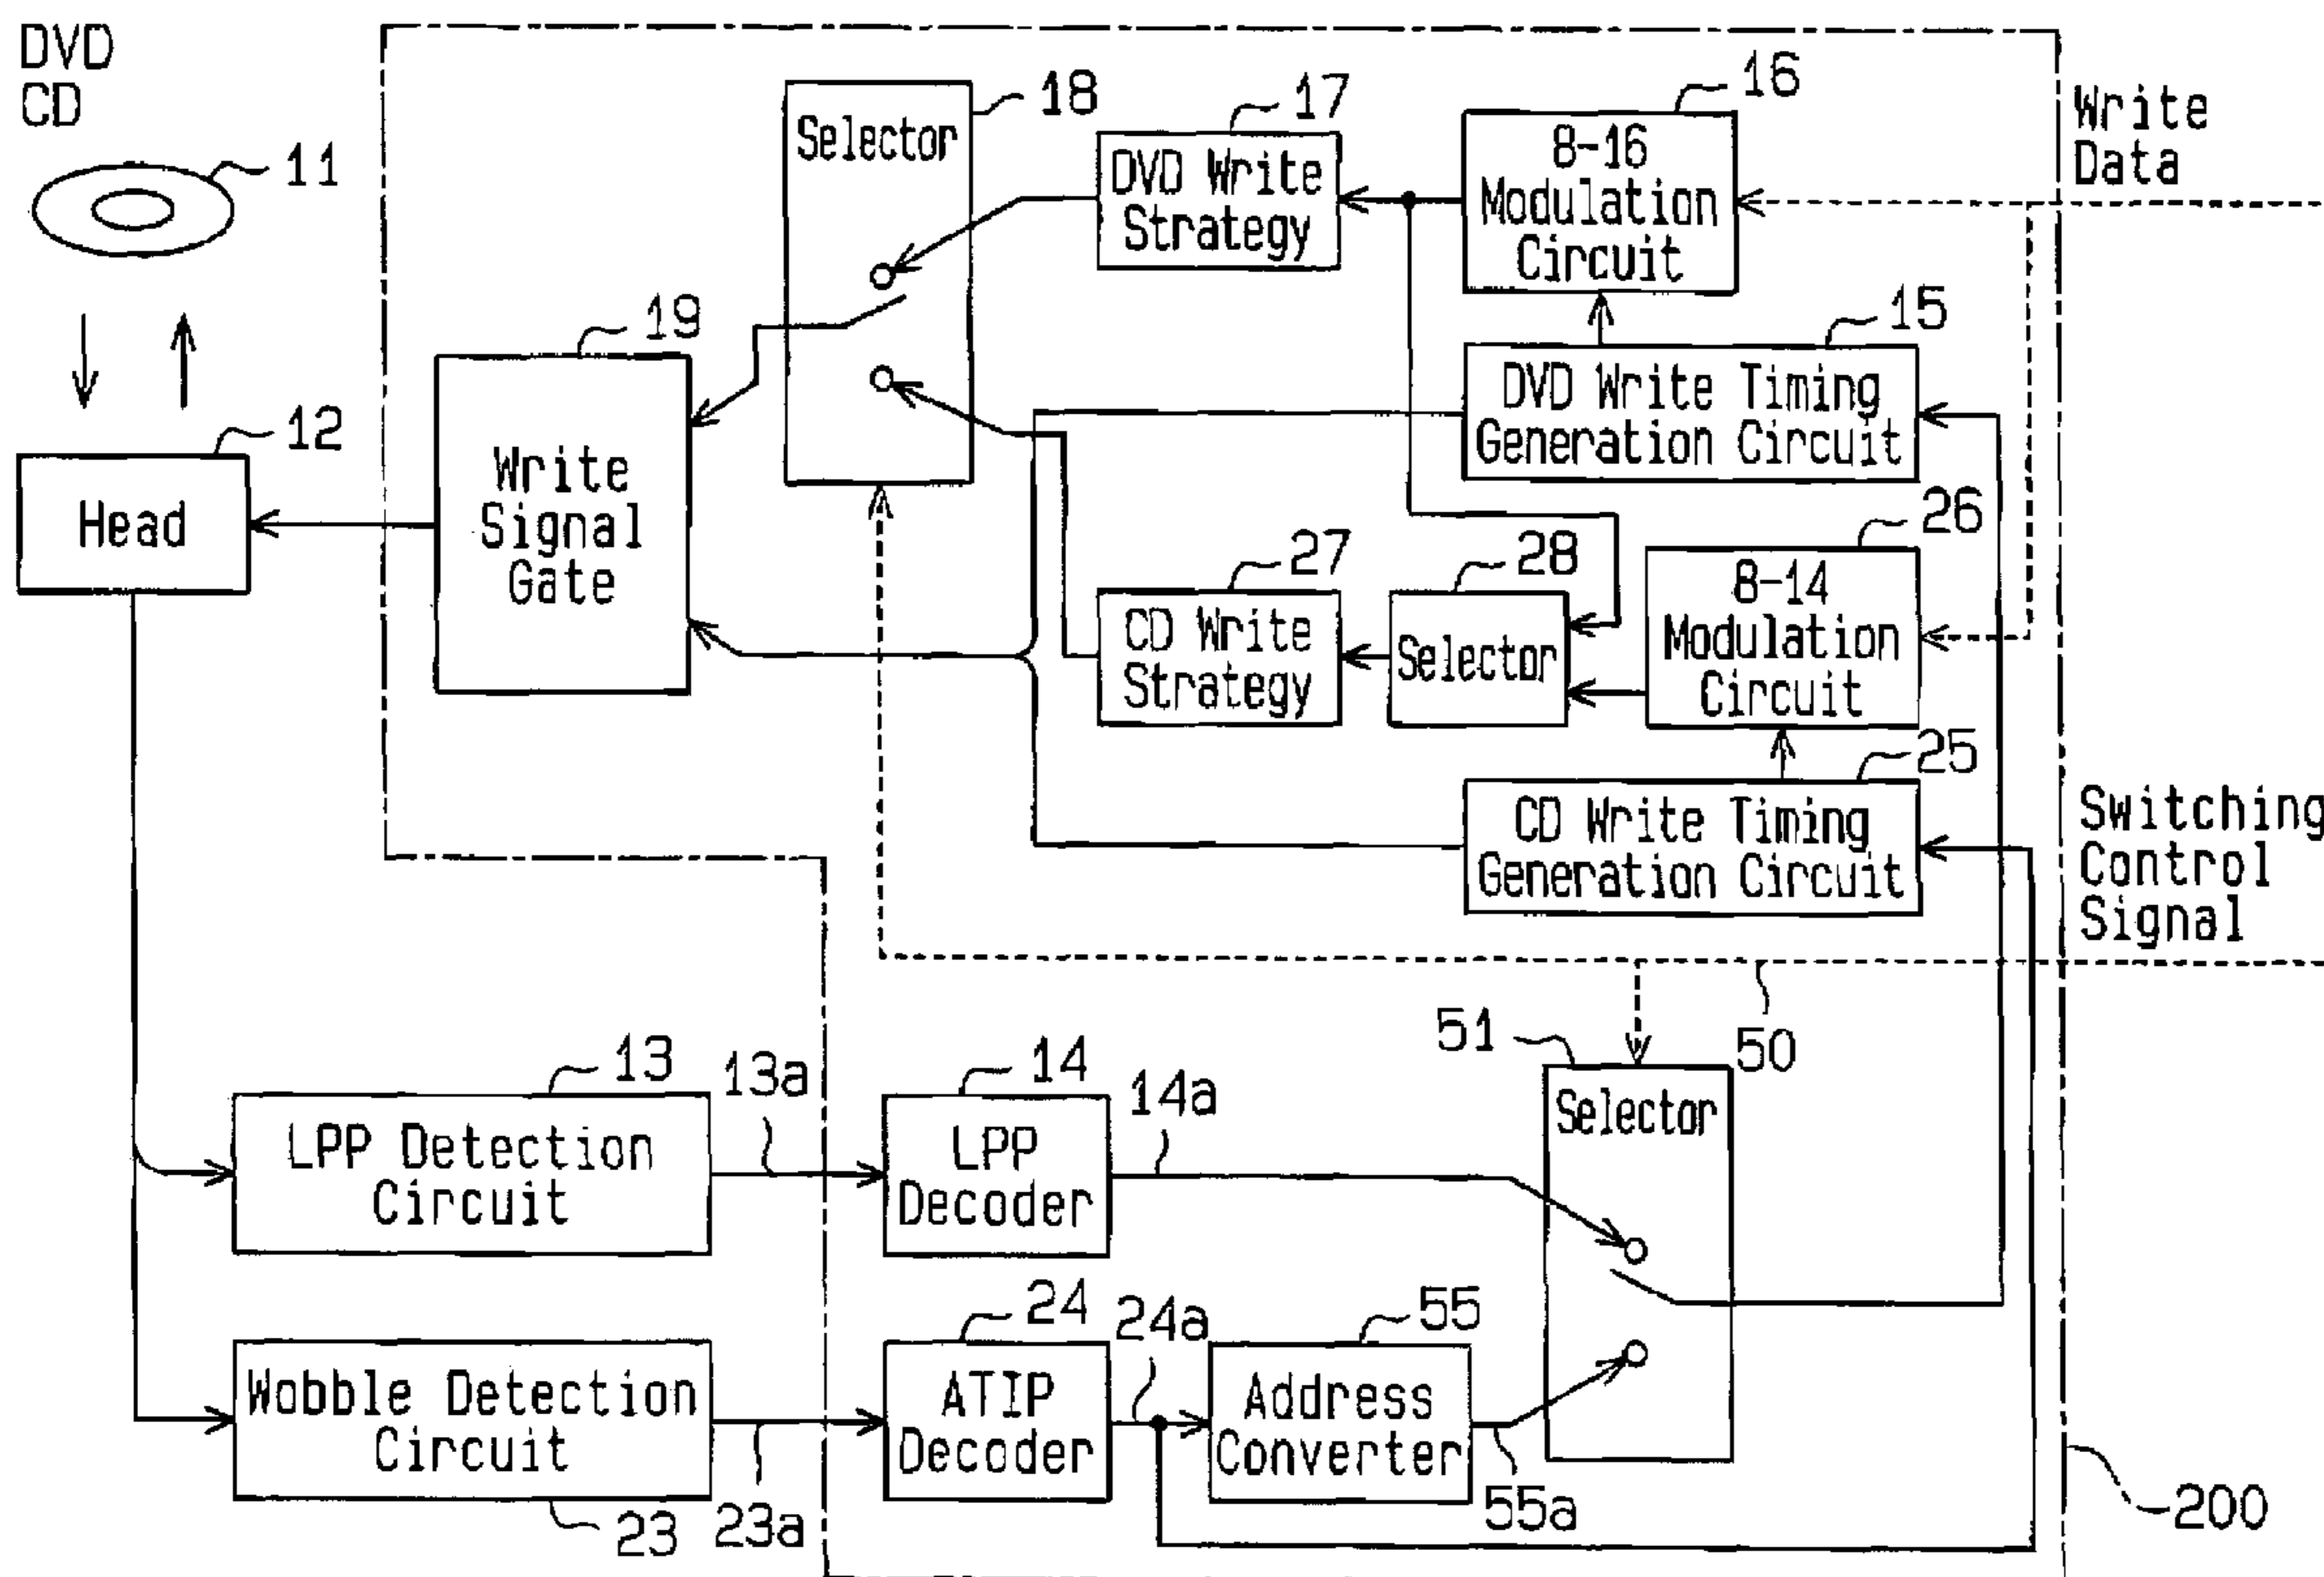 DVD
CD
11
12
Head
18
Selector
17
DVD Write
Strategy
16
8-16
Modulation
Circuit
Write
Data
19
Write
Signal
Gate
15
DVD Write Timing
Generation Circuit
26
8-14
Modulation
Circuit
27
CD Write
Strategy
28
Selector
25
CD Write Timing
Generation Circuit
Switching
Control
Signal
50
13
LPP Detection
Circuit
13a
14
LPP
Decoder
14a
51
Selector
Wobble Detection
Circuit
23
23a
24
ATIP
Decoder
24a
55
Address
Converter
55a
200